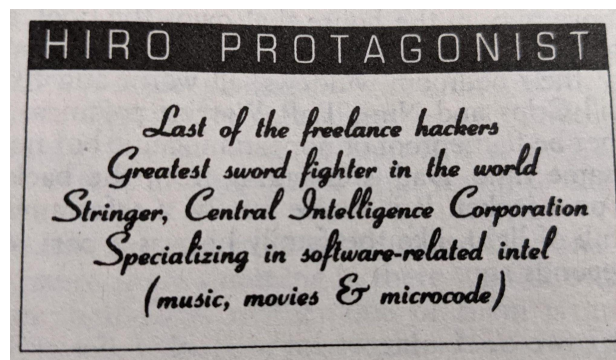 HIRO PROTAGONIST
Last of the freelance hackers
Greatest sword fighter in the world
Stringer, Central Intelligence Corporation
Specializing in software-related intel
(music, movies & microcode)